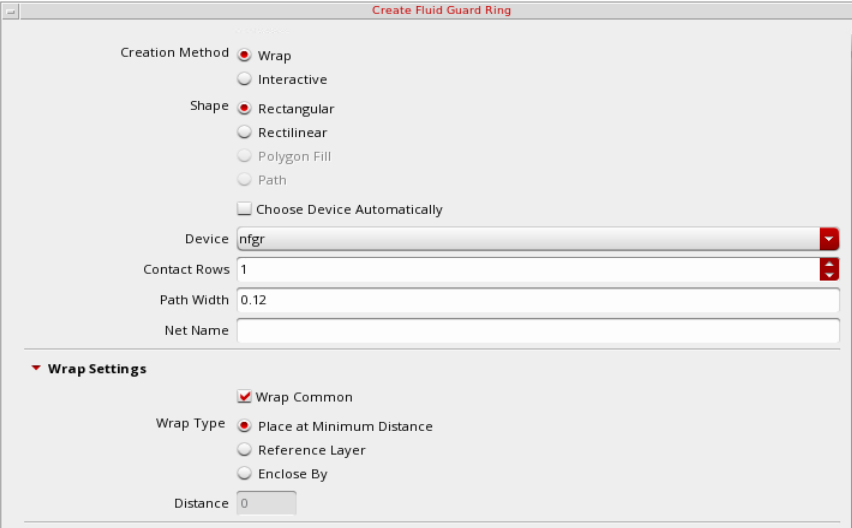 Create Fluid Guard Ring
Creation Method Wrap
Interactive
Shape Rectangular
Rectilinear
Polygon Fill
Path
Choose Device Automatically
Device nfgr
Contact Rows 1
Path Width 0.12
Net Name
Wrap Settings
Wrap Common
Wrap Type Place at Minimum Distance
Reference Layer
Enclose By
Distance 0